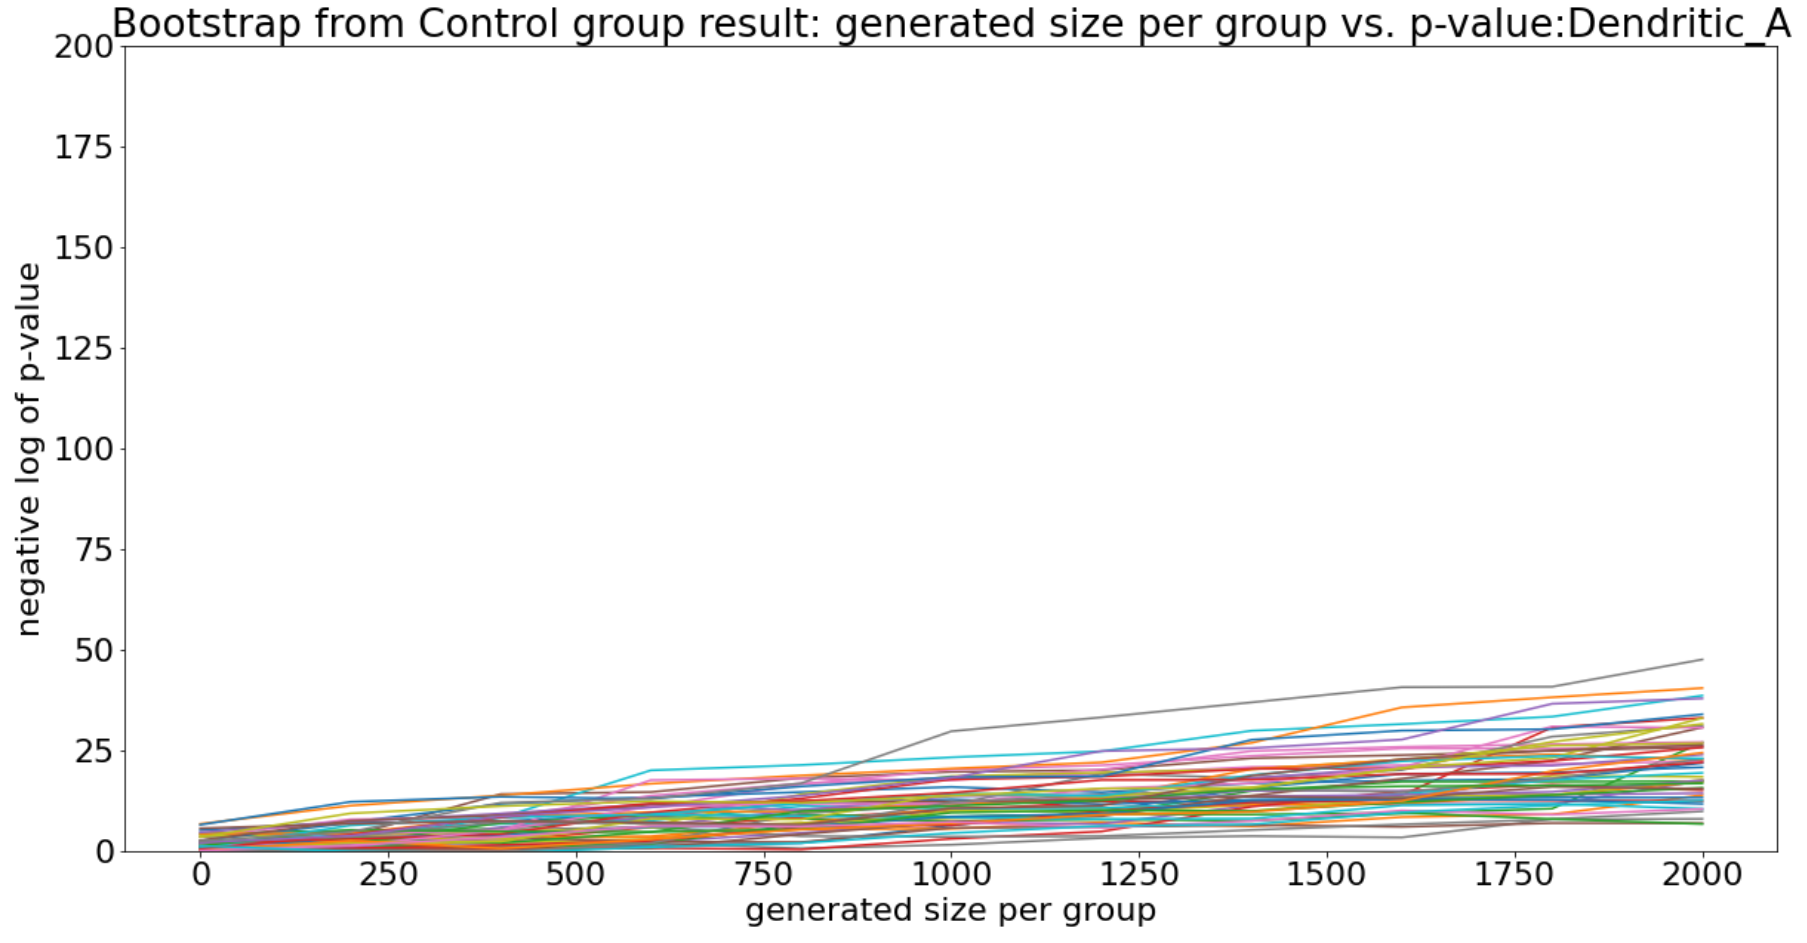 Bootstrap from Control group result: generated size per group vs. p-value:Dendritic_A
200
175
150
125
100
75
50
25
0
negative log of p-value
0 250 500 750 1000 1250 1500 1750 2000
generated size per group